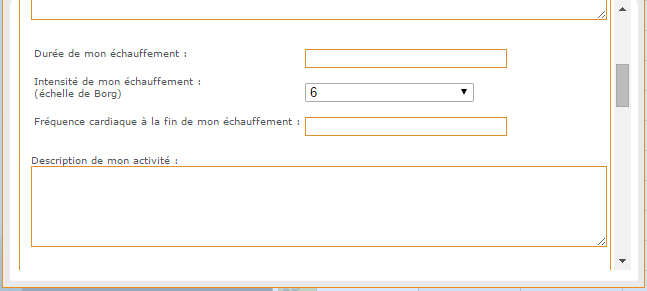 Durée de mon échauffement :
Intensité de mon échauffement :
(échelle de Borg)
6
Fréquence cardiaque à la fin de mon échauffement :
Description de mon activité :